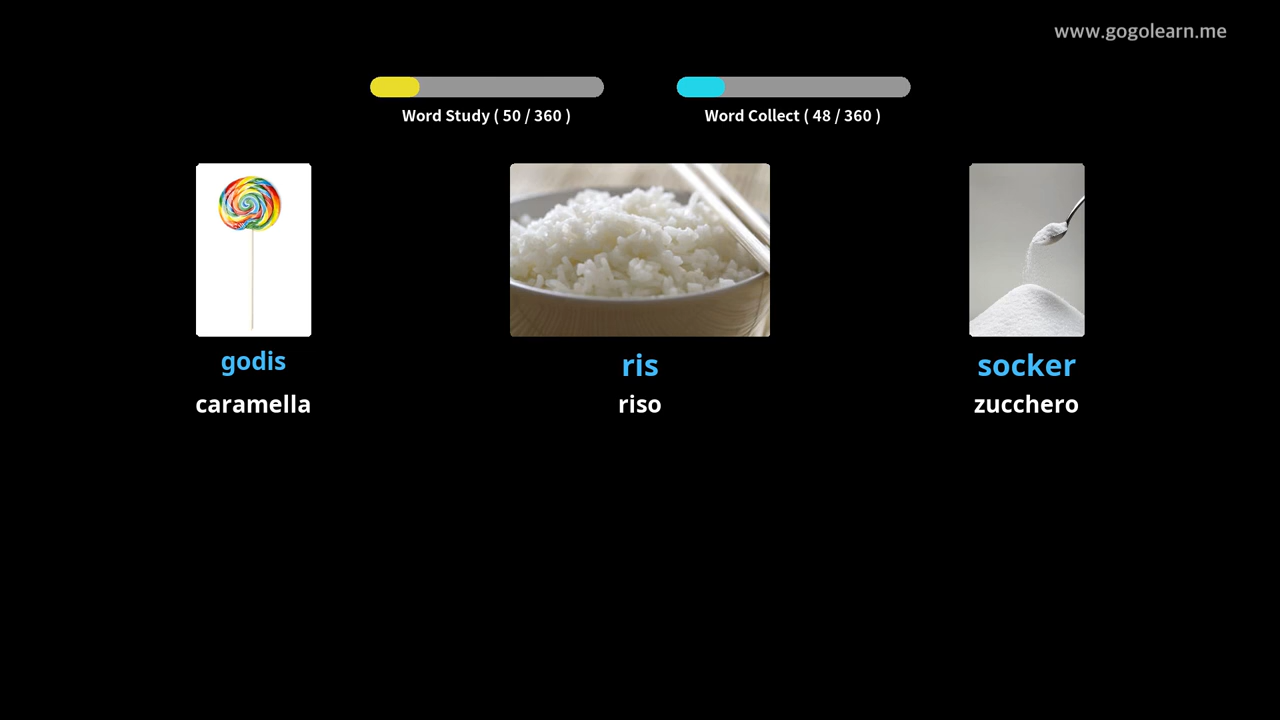 www.gogolearn.me
Word Study ( 50 / 360 )
Word Collect ( 48 / 360 )
godis
ris
socker
caramella
riso
zucchero